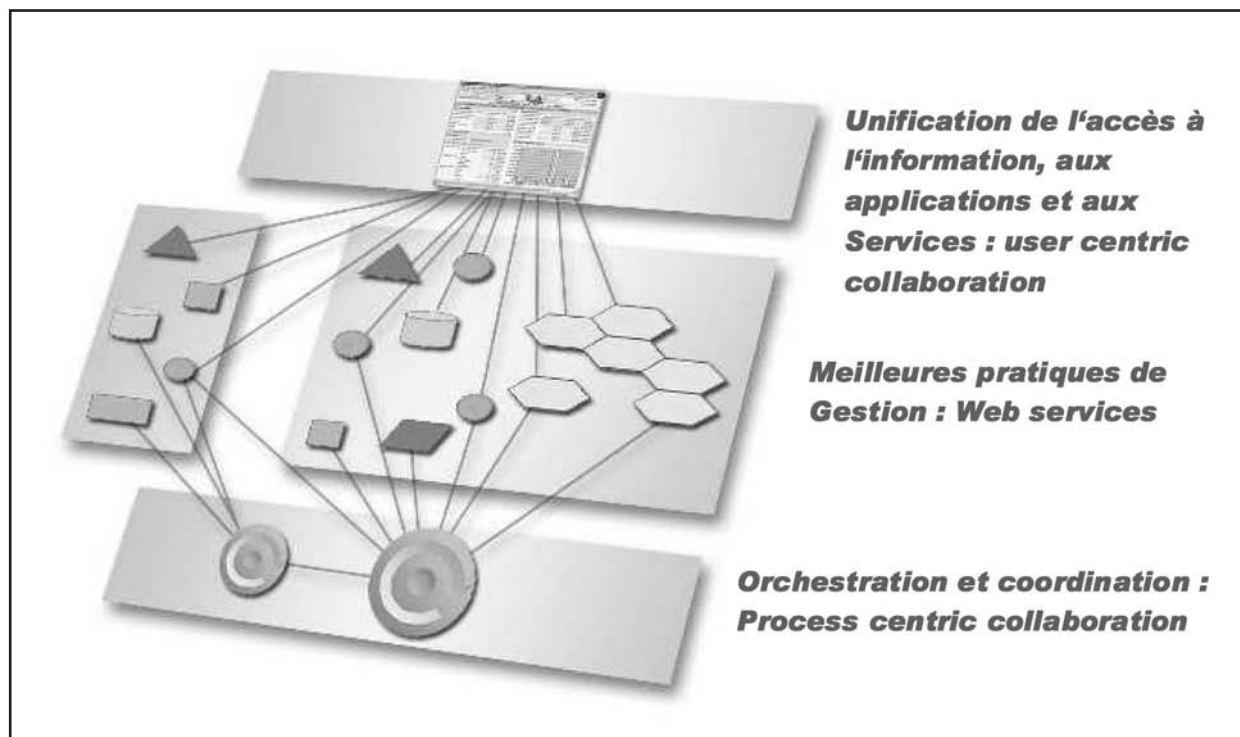 Unification de l‘accès à
l‘information, aux
applications et aux
Services : user centric
collaboration
Meilleures pratiques de
Gestion : Web services
Orchestration et coordination :
Process centric collaboration